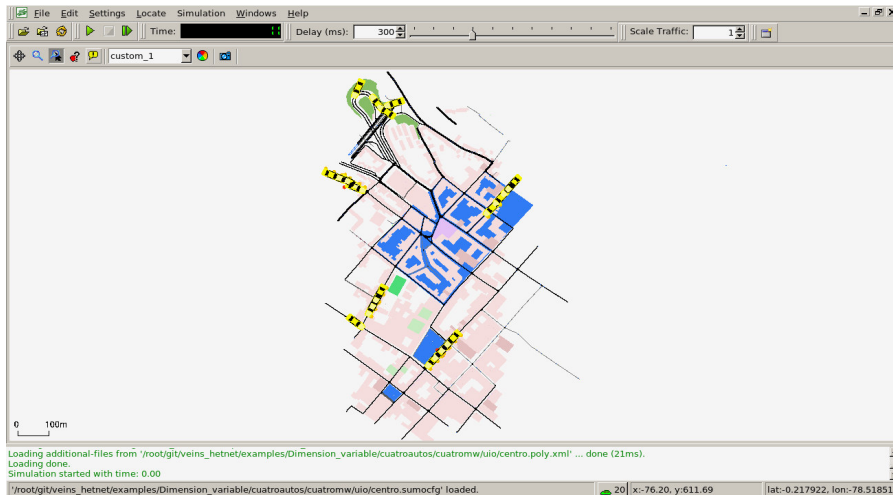 File Edit Settings Locate Simulation Windows Help
Time: Delay (ms): 300 Scale Traffic: 1
custom_1
0 100m
Loading additional-files from '/root/git/veins_hetnet/examples/Dimension_variable/cuatroautos/cuatromw/uio/centro.poly.xml' ... done (21ms).
Loading done.
Simulation started with time: 0.00
'/root/git/veins_hetnet/examples/Dimension_variable/cuatroautos/cuatromw/uio/centro.sumocfg' loaded. 20 x:-76.20, y:611.69 lat:-0.217922, lon:-78.51851